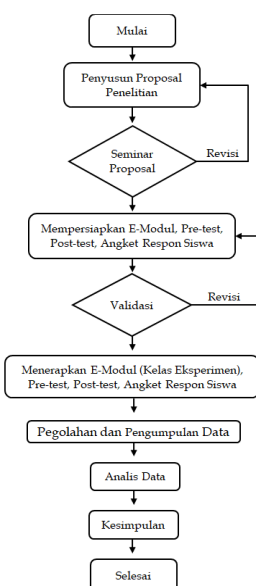 Mulai
Penyusun Proposal
Penelitian
Seminar
Proposal
Revisi
Mempersiapkan E-Modul, Pre-test,
Post-test, Angket Respon Siswa
Validasi
Revisi
Menerapkan E-Modul (Kelas Eksperimen),
Pre-test, Post-test, Angket Respon Siswa
Pegolahan dan Pengumpulan Data
Analis Data
Kesimpulan
Selesai